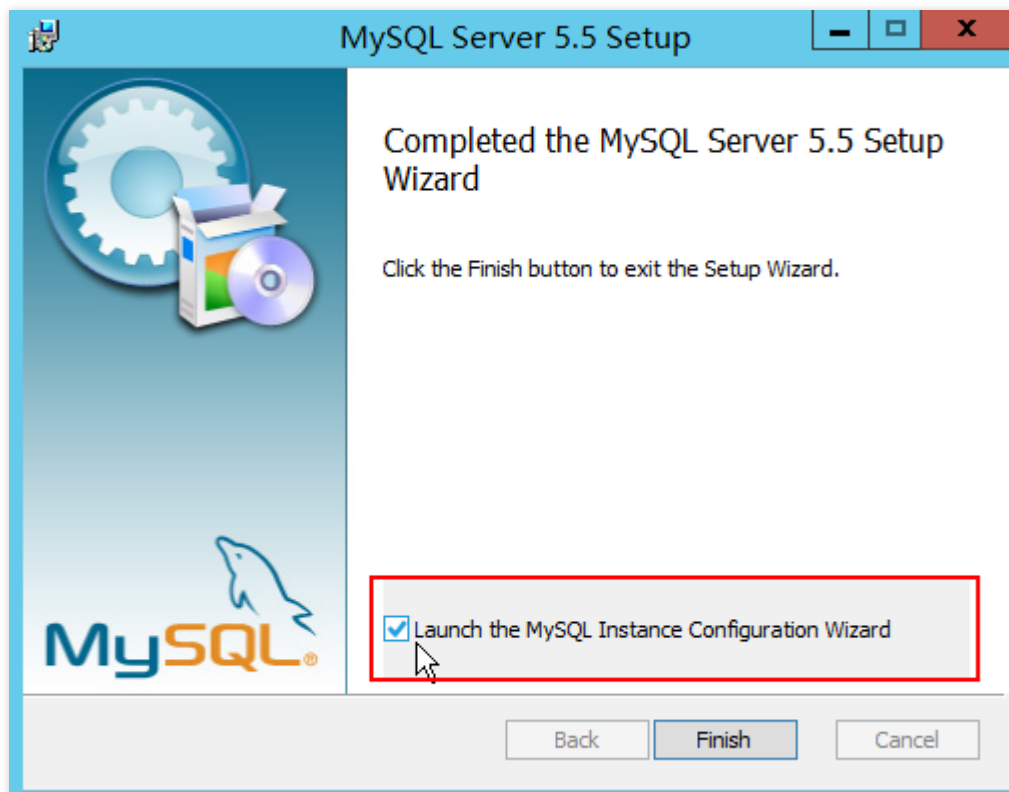 MySQL Server 5.5 Setup
Completed the MySQL Server 5.5 Setup
Wizard
Click the Finish button to exit the Setup Wizard.
MySQL®
Launch the MySQL Instance Configuration Wizard
Back
Finish
Cancel